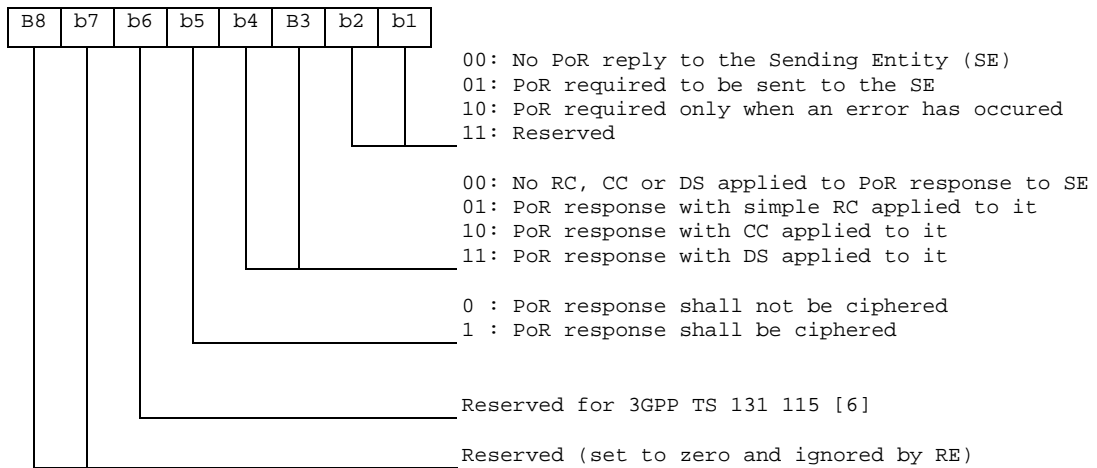 B8 b7 b6 b5 b4 B3 b2 b1
00: No PoR reply to the Sending Entity (SE)
01: PoR required to be sent to the SE
10: PoR required only when an error has occured
11: Reserved
00: No RC, CC or DS applied to PoR response to SE
01: PoR response with simple RC applied to it
10: PoR response with CC applied to it
11: PoR response with DS applied to it
0 : PoR response shall not be ciphered
1 : PoR response shall be ciphered
Reserved for 3GPP TS 131 115 [6]
Reserved (set to zero and ignored by RE)